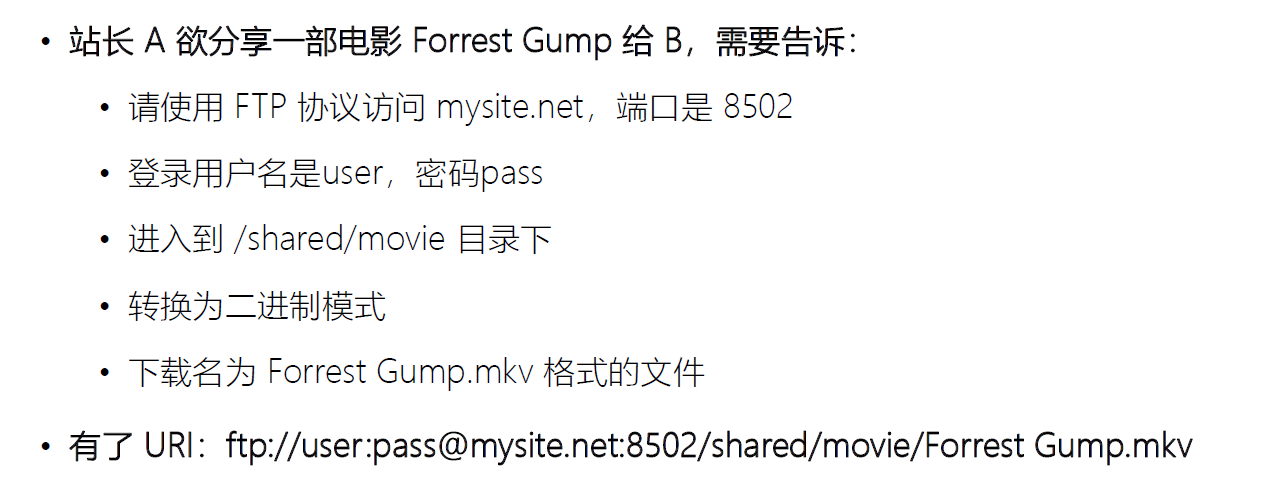 • 站长 A 欲分享一部电影 Forrest Gump 给 B，需要告诉：
• 请使用 FTP 协议访问 mysite.net，端口是 8502
• 登录用户名是user，密码pass
• 进入到 /shared/movie 目录下
• 转换为二进制模式
• 下载名为 Forrest Gump.mkv 格式的文件
• 有了 URI：ftp://user:pass@mysite.net:8502/shared/movie/Forrest Gump.mkv